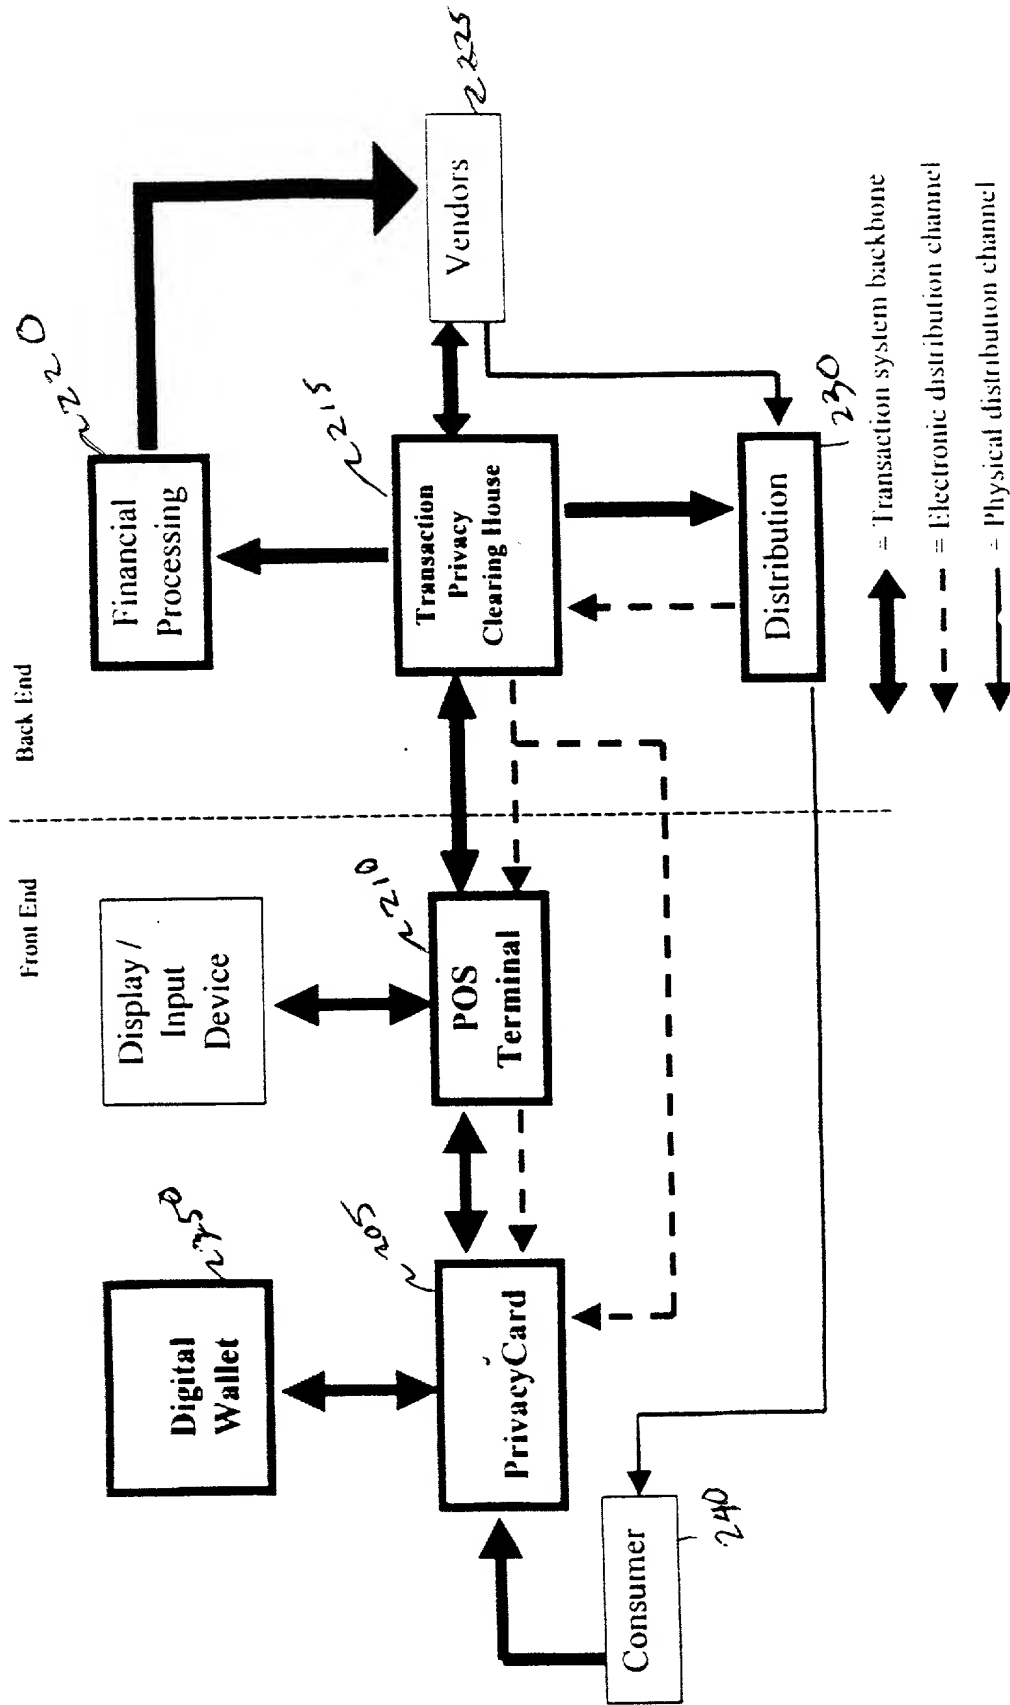 Front End
Back End
Digital
Wallet
250
Display /
Input
Device
Financial
Processing
220
PrivacyCard
205
POS
Terminal
210
Transaction
Privacy
Clearing House
215
Vendors
225
Consumer
240
Distribution
230
= Transaction system backbone
= Electronic distribution channel
= Physical distribution channel